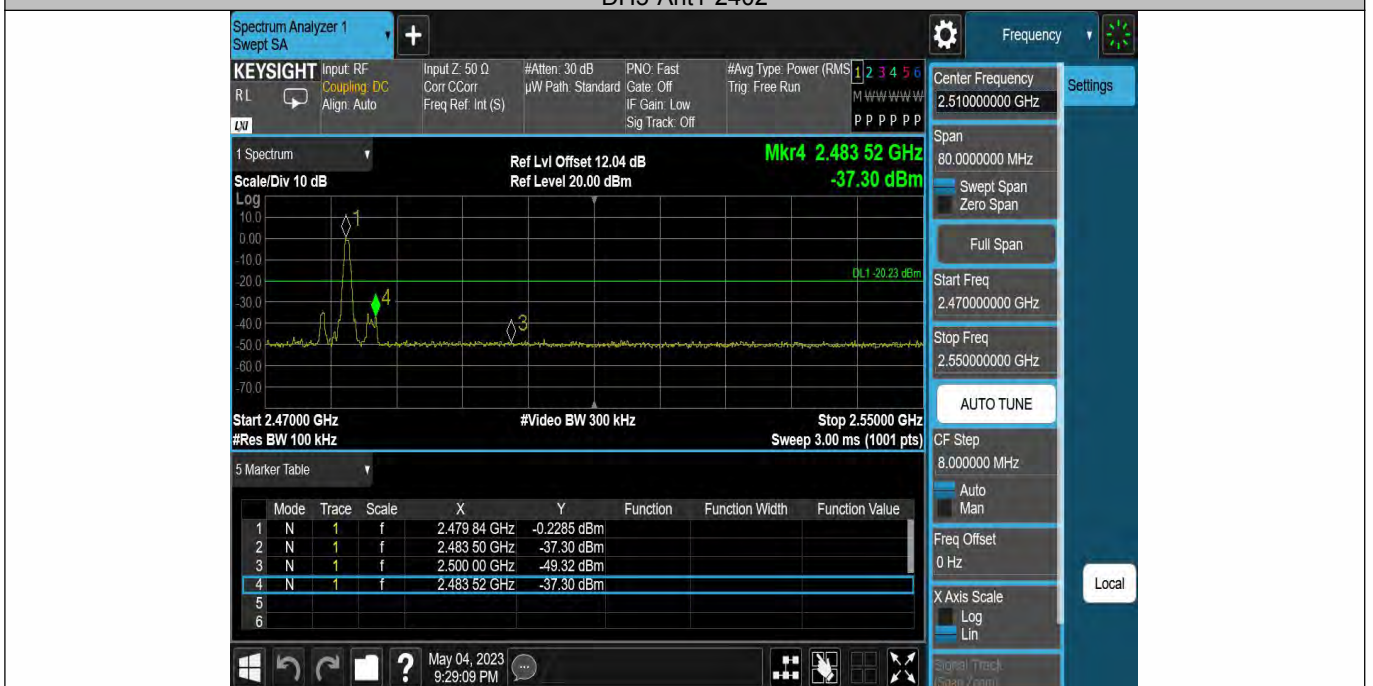 DH5-Ant1-2402
Spectrum Analyzer 1
Swept SA
Frequency
KEYSIGHT
RL
LXI
Input: RF
Coupling: DC
Align: Auto
Input Z: 50 Ω
Corr CCorr
Freq Ref: Int (S)
#Atten: 30 dB
µW Path: Standard
PNO: Fast
Gate: Off
IF Gain: Low
Sig Track: Off
#Avg Type: Power (RMS
Trig: Free Run
1 2 3 4 5 6
M W W W W W
P P P P P P
Center Frequency
2.510000000 GHz
Settings
Span
80.0000000 MHz
Swept Span
Zero Span
Full Span
Start Freq
2.470000000 GHz
Stop Freq
2.550000000 GHz
AUTO TUNE
CF Step
8.000000 MHz
Auto
Man
Freq Offset
0 Hz
X Axis Scale
Log
Lin
Signal Track
(Span Zoom)
Local
1 Spectrum
Scale/Div 10 dB
Ref Lvl Offset 12.04 dB
Ref Level 20.00 dBm
Mkr4 2.483 52 GHz
-37.30 dBm
Log
10.0
0.00
-10.0
-20.0
-30.0
-40.0
-50.0
-60.0
-70.0
1
4
3
DL1 -20.23 dBm
Start 2.47000 GHz
#Video BW 300 kHz
Stop 2.55000 GHz
#Res BW 100 kHz
Sweep 3.00 ms (1001 pts)
5 Marker Table
Mode Trace Scale X Y Function Function Width Function Value
1 N 1 f 2.479 84 GHz -0.2285 dBm
2 N 1 f 2.483 50 GHz -37.30 dBm
3 N 1 f 2.500 00 GHz -49.32 dBm
4 N 1 f 2.483 52 GHz -37.30 dBm
5
6
?
May 04, 2023
9:29:09 PM